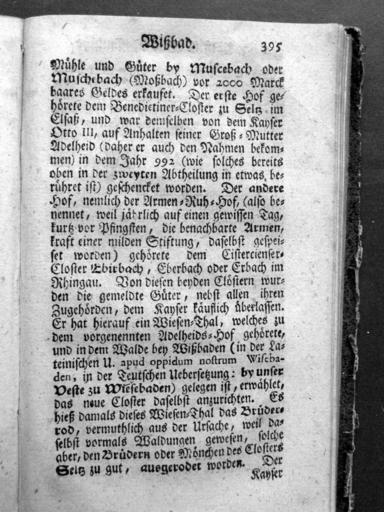 Wißbad. 395
Mühle und Güter by Muscebach oder
Muschebach (Moßbach) vor 2000 Marck
baares Geldes erkaufet. Der erste Hof ge-
hörete dem Benedictiner-Closter zu Seltz im
Elsaß, und war demselben von dem Kayser
Otto III, auf Anhalten seiner Groß-Mutter
Adelheid (daher er auch den Nahmen bekom-
men) in dem Jahr 992 (wie solches bereits
oben in der zweyten Abtheilung in etwas, be-
rühret ist) geschencket worden. Der andere
Hof, nemlich der Armen-Ruh-Hof, (also be-
nennet, weil jährlich auf einen gewissen Tag,
kurtz vor Pfingsten, die benachbarte Armen,
kraft einer milden Stiftung, daselbst gespei-
set worden) gehörete dem Cistercienser-
Closter Ebirbach, Eberbach oder Erbach im
Rhingau. Von diesen beyden Clöstern wur-
den die gemeldte Güter, nebst allen ihren
Zugehörden, dem Kayser käuflich überlassen.
Er hat hierauf ein Wiesen-Thal, welches zu
dem vorgenennten Adelheids-Hof gehörete,
und in dem Walde bey Wißbaden (in der La-
teinischen U. apud oppidum nostrum Wiseba-
den, in der Teutschen Uebersetzung: by unser
Veste zu Wiesebaden) gelegen ist, erwählet,
das neue Closter daselbst anzurichten. Es
hieß damals dieses Wiesen-Thal das Brüder-
rod, vermuthlich aus der Ursache, weil da-
selbst vormals Waldungen gewesen, solche
aber, den Brüdern oder Mönchen des Closters
Seltz zu gut, ausgerodet worden. Der
Kayser